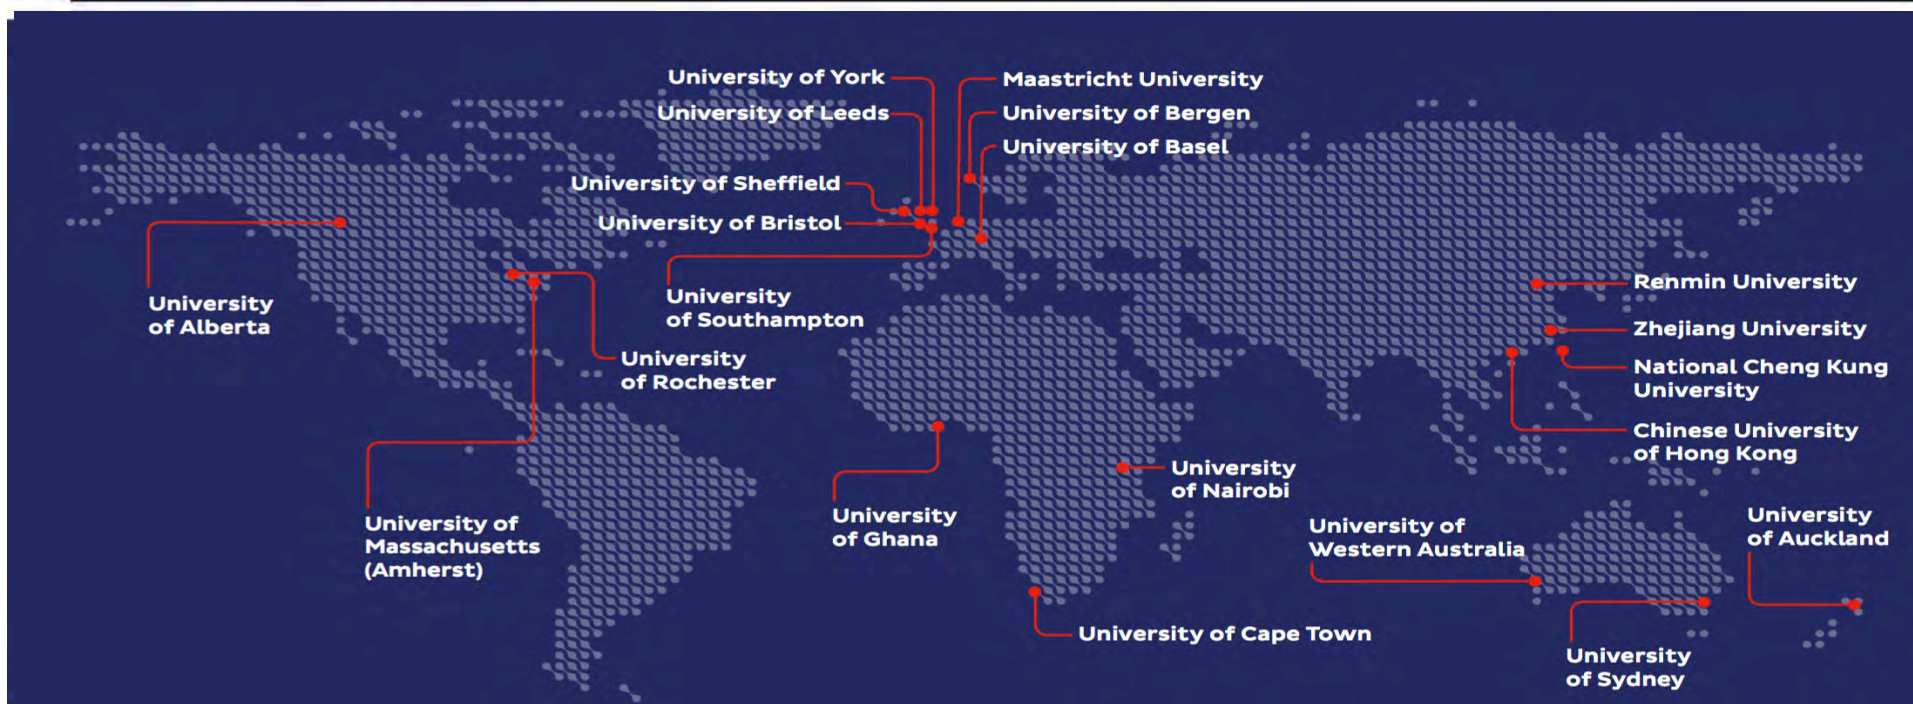 University of York
Maastricht University
University of Leeds
University of Bergen
University of Basel
University of Sheffield
University of Bristol
University
of Alberta
University
of Southampton
University
of Rochester
Renmin University
Zhejiang University
National Cheng Kung
University
Chinese University
of Hong Kong
University
of Nairobi
University of
Massachusetts
(Amherst)
University
of Ghana
University of
Western Australia
University
of Auckland
University of Cape Town
University
of Sydney